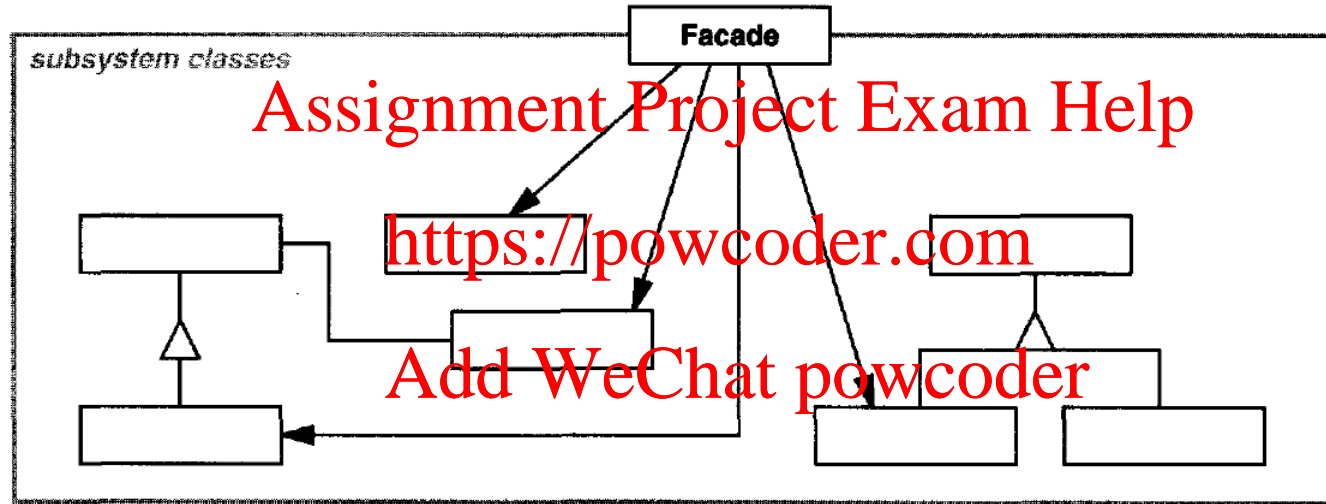 Facade
subsystem classes
Assignment Project Exam Help
https://powcoder.com
Add WeChat powcoder